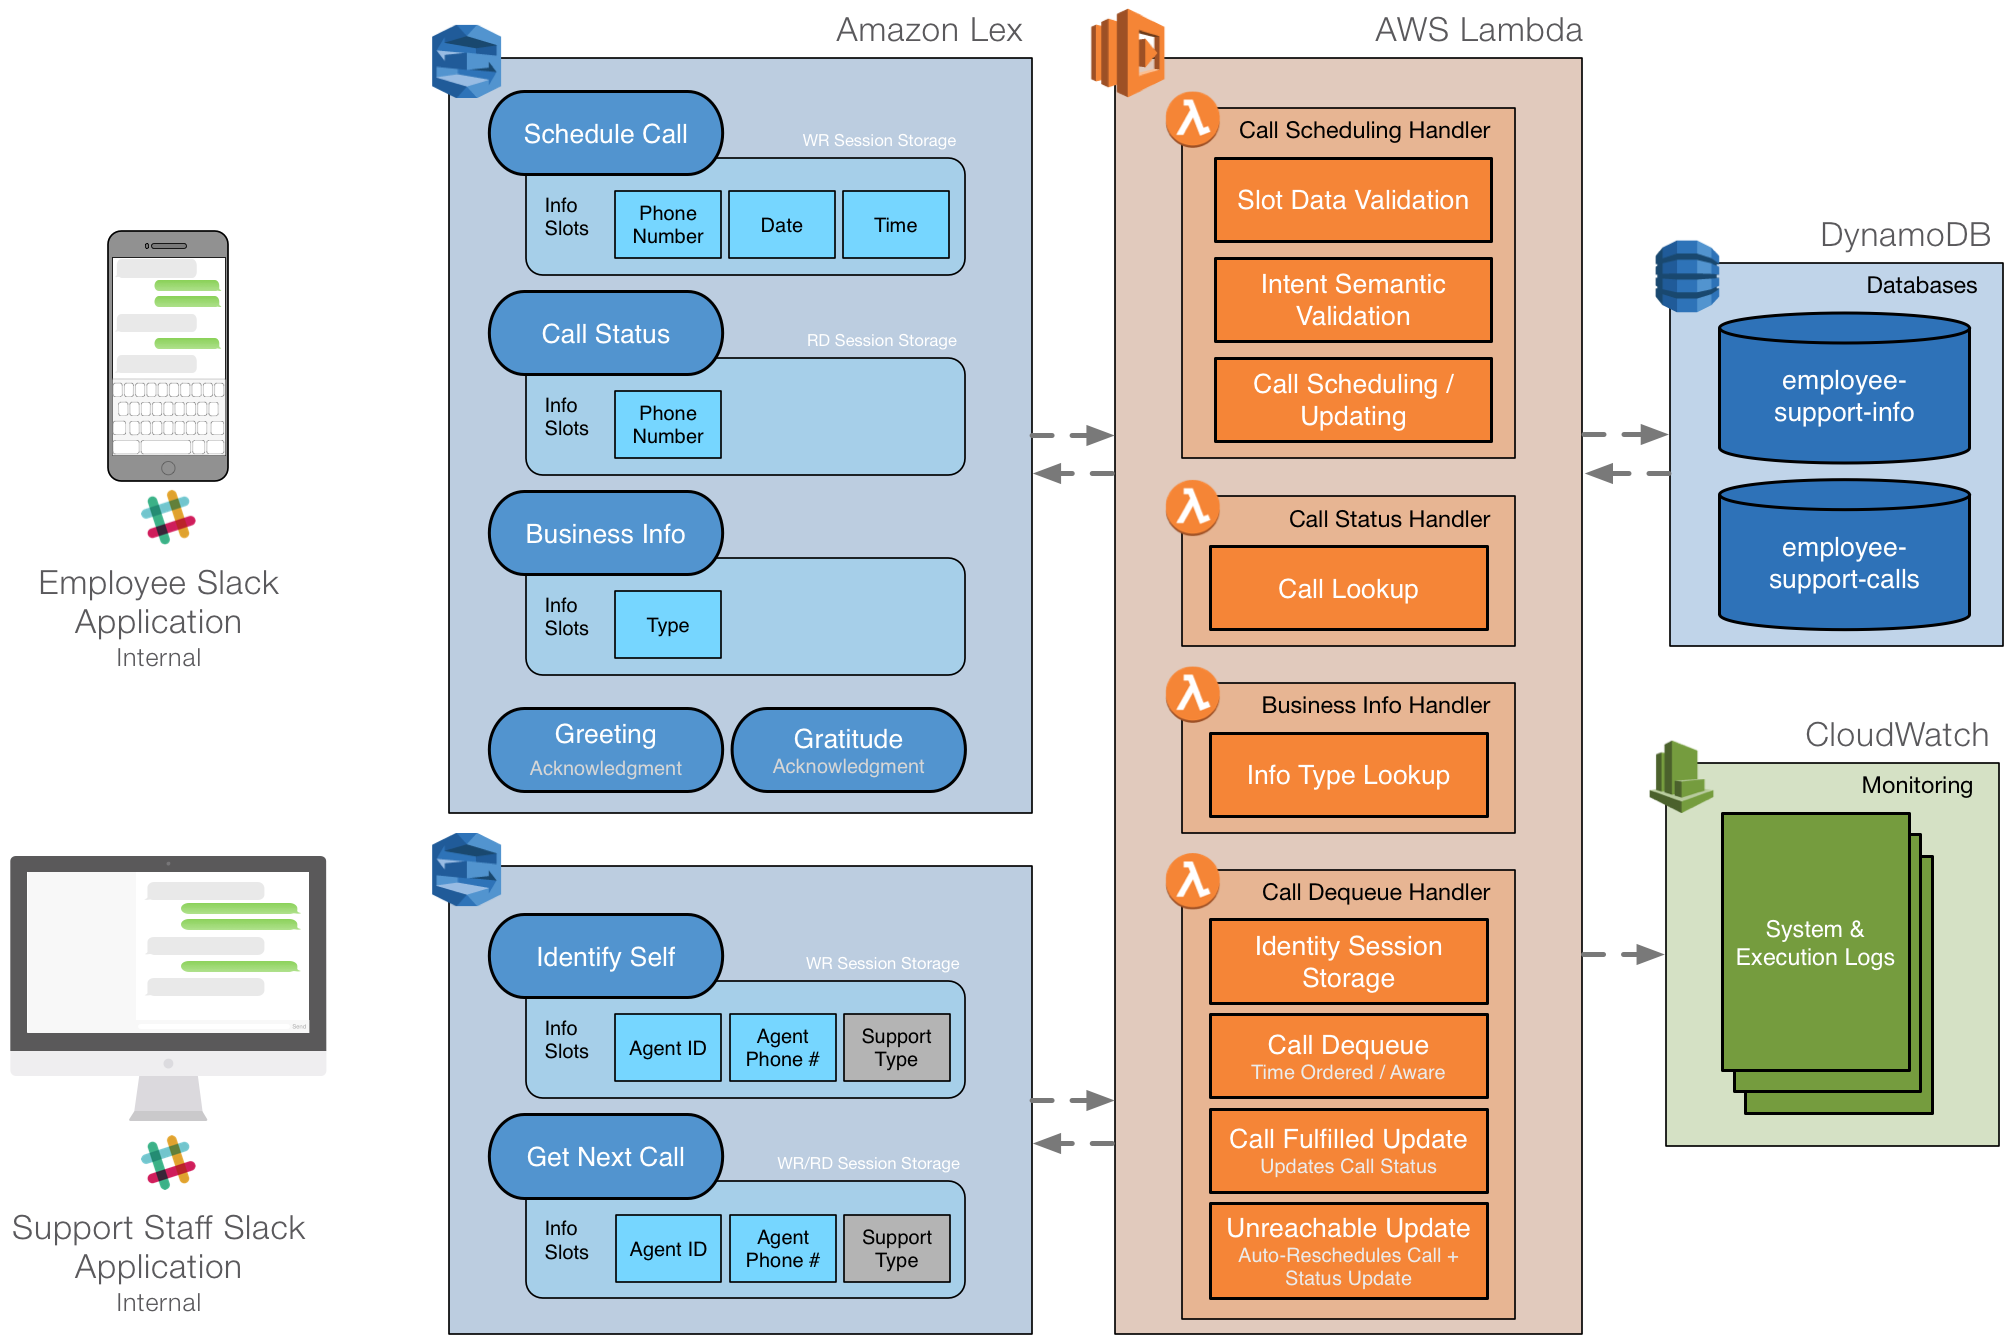 Amazon Lex
AWS Lambda
Schedule Call
WR Session Storage
Info
Slots
Phone
Number
Date
Time
Call Status
RD Session Storage
Info
Slots
Phone
Number
Business Info
Info
Slots
Type
Greeting
Acknowledgment
Gratitude
Acknowledgment
Employee Slack
Application
Internal
Identify Self
WR Session Storage
Info
Slots
Agent ID
Agent
Phone #
Support
Type
Get Next Call
WR/RD Session Storage
Info
Slots
Agent ID
Agent
Phone #
Support
Type
Send
Support Staff Slack
Application
Internal
Call Scheduling Handler
Slot Data Validation
Intent Semantic
Validation
Call Scheduling /
Updating
Call Status Handler
Call Lookup
Business Info Handler
Info Type Lookup
Call Dequeue Handler
Identity Session
Storage
Call Dequeue
Time Ordered / Aware
Call Fulfilled Update
Updates Call Status
Unreachable Update
Auto-Reschedules Call +
Status Update
DynamoDB
Databases
employee-
support-info
employee-
support-calls
CloudWatch
Monitoring
System &
Execution Logs